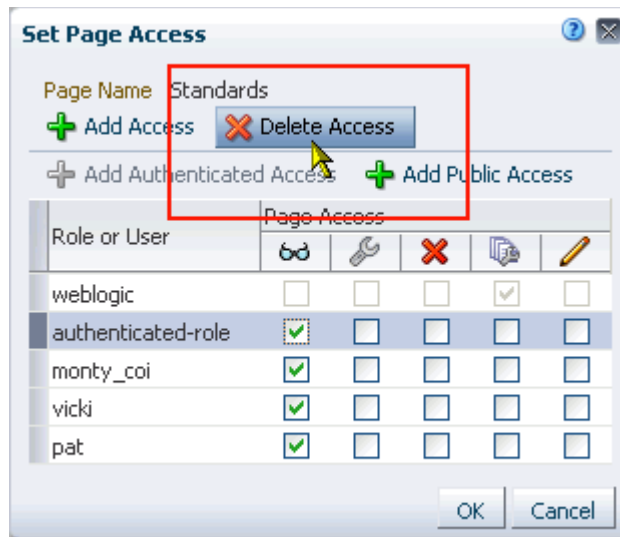 Set Page Access
Page Name Standards
Add Access Delete Access
Add Authenticated Access Add Public Access
Role or User Page Access
weblogic
authenticated-role
monty_coi
vicki
pat
OK Cancel